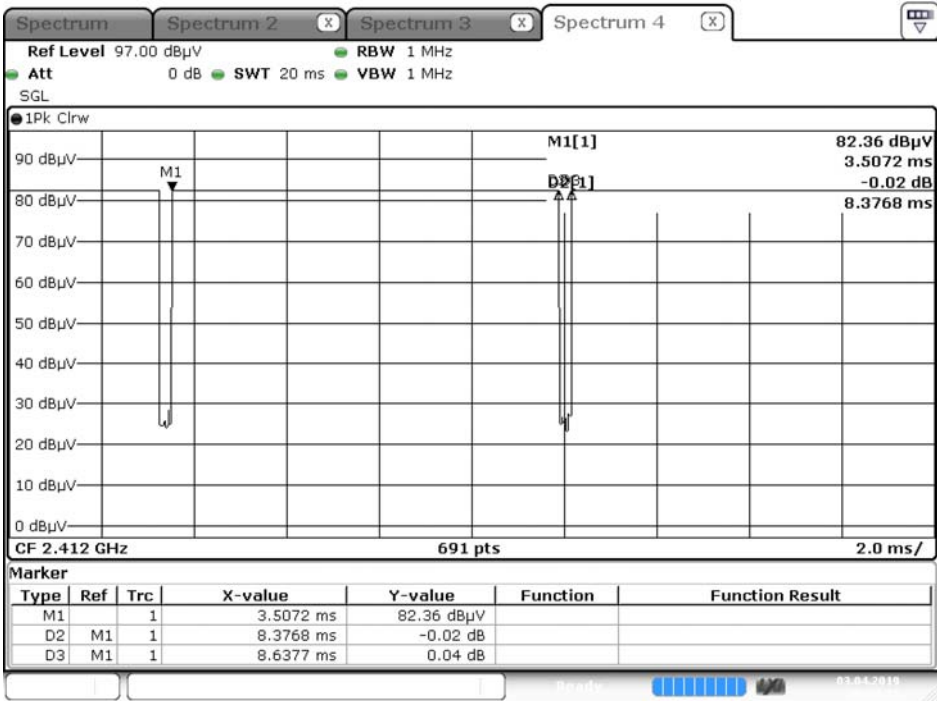 Spectrum Spectrum 2 X Spectrum 3 X Spectrum 4 X
Ref Level 97.00 dBµV RBW 1 MHz
Att 0 dB SWT 20 ms VBW 1 MHz
SGL
1Pk Clrw
M1[1] 82.36 dBµV
3.5072 ms
D2[1] -0.02 dB
8.3768 ms
M1
90 dBµV
80 dBµV
70 dBµV
60 dBµV
50 dBµV
40 dBµV
30 dBµV
20 dBµV
10 dBµV
0 dBµV
CF 2.412 GHz 691 pts 2.0 ms/
Marker
Type Ref Trc X-value Y-value Function Function Result
M1 1 3.5072 ms 82.36 dBµV
D2 M1 1 8.3768 ms -0.02 dB
D3 M1 1 8.6377 ms 0.04 dB
Ready 03.04.2019